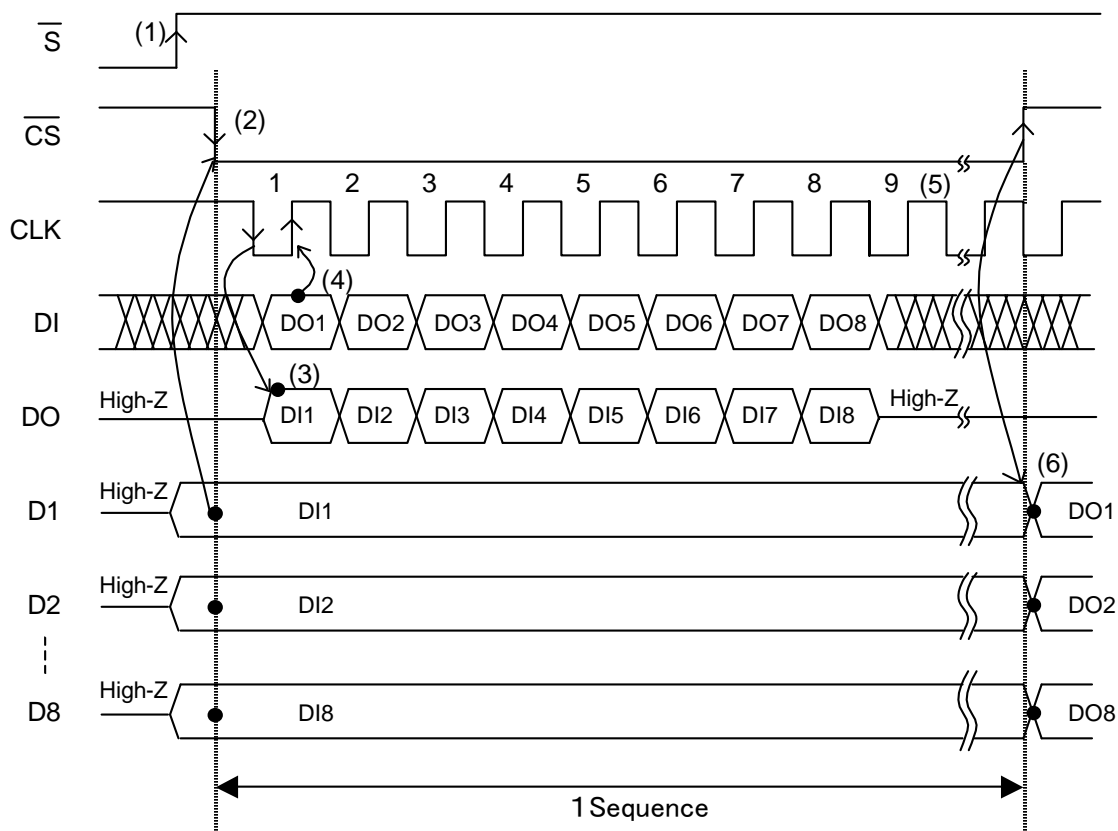 S (1)
CS (2)
1 2 3 4 5 6 7 8 9 (5)
CLK
(4)
DI DO1 DO2 DO3 DO4 DO5 DO6 DO7 DO8
(3)
DO High-Z DI1 DI2 DI3 DI4 DI5 DI6 DI7 DI8 High-Z
(6)
D1 High-Z DI1 DO1
D2 High-Z DI2 DO2
D8 High-Z DI8 DO8
1 Sequence